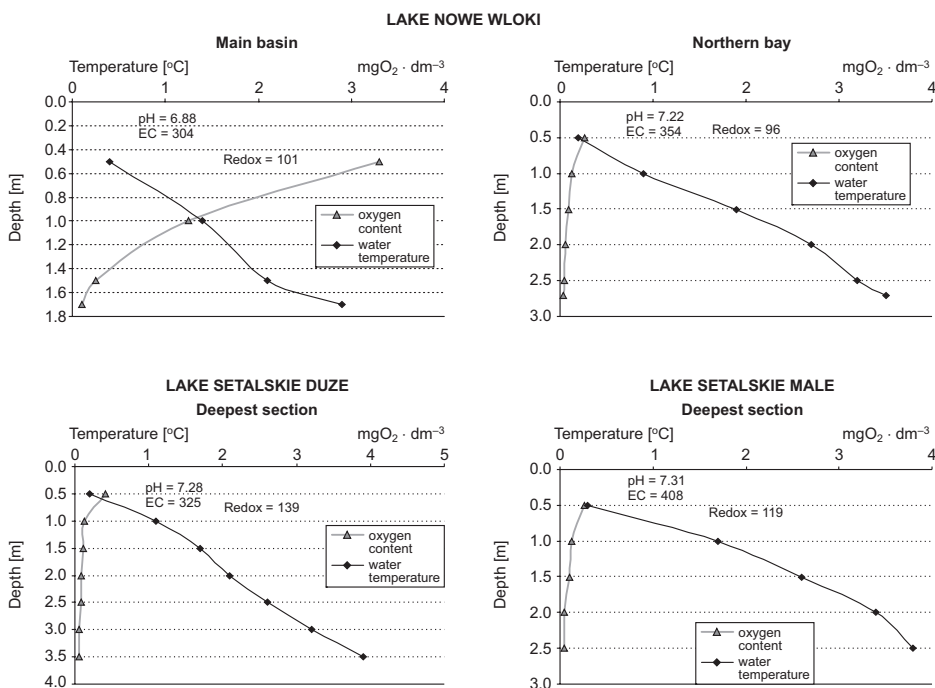 LAKE NOWE WLOKI
Main basin
Temperature [°C] mgO₂ · dm⁻³
0 1 2 3 4
0.0
0.2
0.4
0.6
0.8
1.0
1.2
1.4
1.6
1.8
Depth [m]
pH = 6.88
EC = 304
Redox = 101
oxygen
content
water
temperature
Northern bay
Temperature [°C] mgO₂ · dm⁻³
0 1 2 3 4
0.0
0.5
1.0
1.5
2.0
2.5
3.0
Depth [m]
pH = 7.22
EC = 354
Redox = 96
oxygen
content
water
temperature
LAKE SETALSKIE DUZE
Deepest section
Temperature [°C] mgO₂ · dm⁻³
0 1 2 3 4 5
0.0
0.5
1.0
1.5
2.0
2.5
3.0
3.5
4.0
Depth [m]
pH = 7.28
EC = 325
Redox = 139
oxygen
content
water
temperature
LAKE SETALSKIE MALE
Deepest section
Temperature [°C] mgO₂ · dm⁻³
0 1 2 3 4
0.0
0.5
1.0
1.5
2.0
2.5
3.0
Depth [m]
pH = 7.31
EC = 408
Redox = 119
oxygen
content
water
temperature